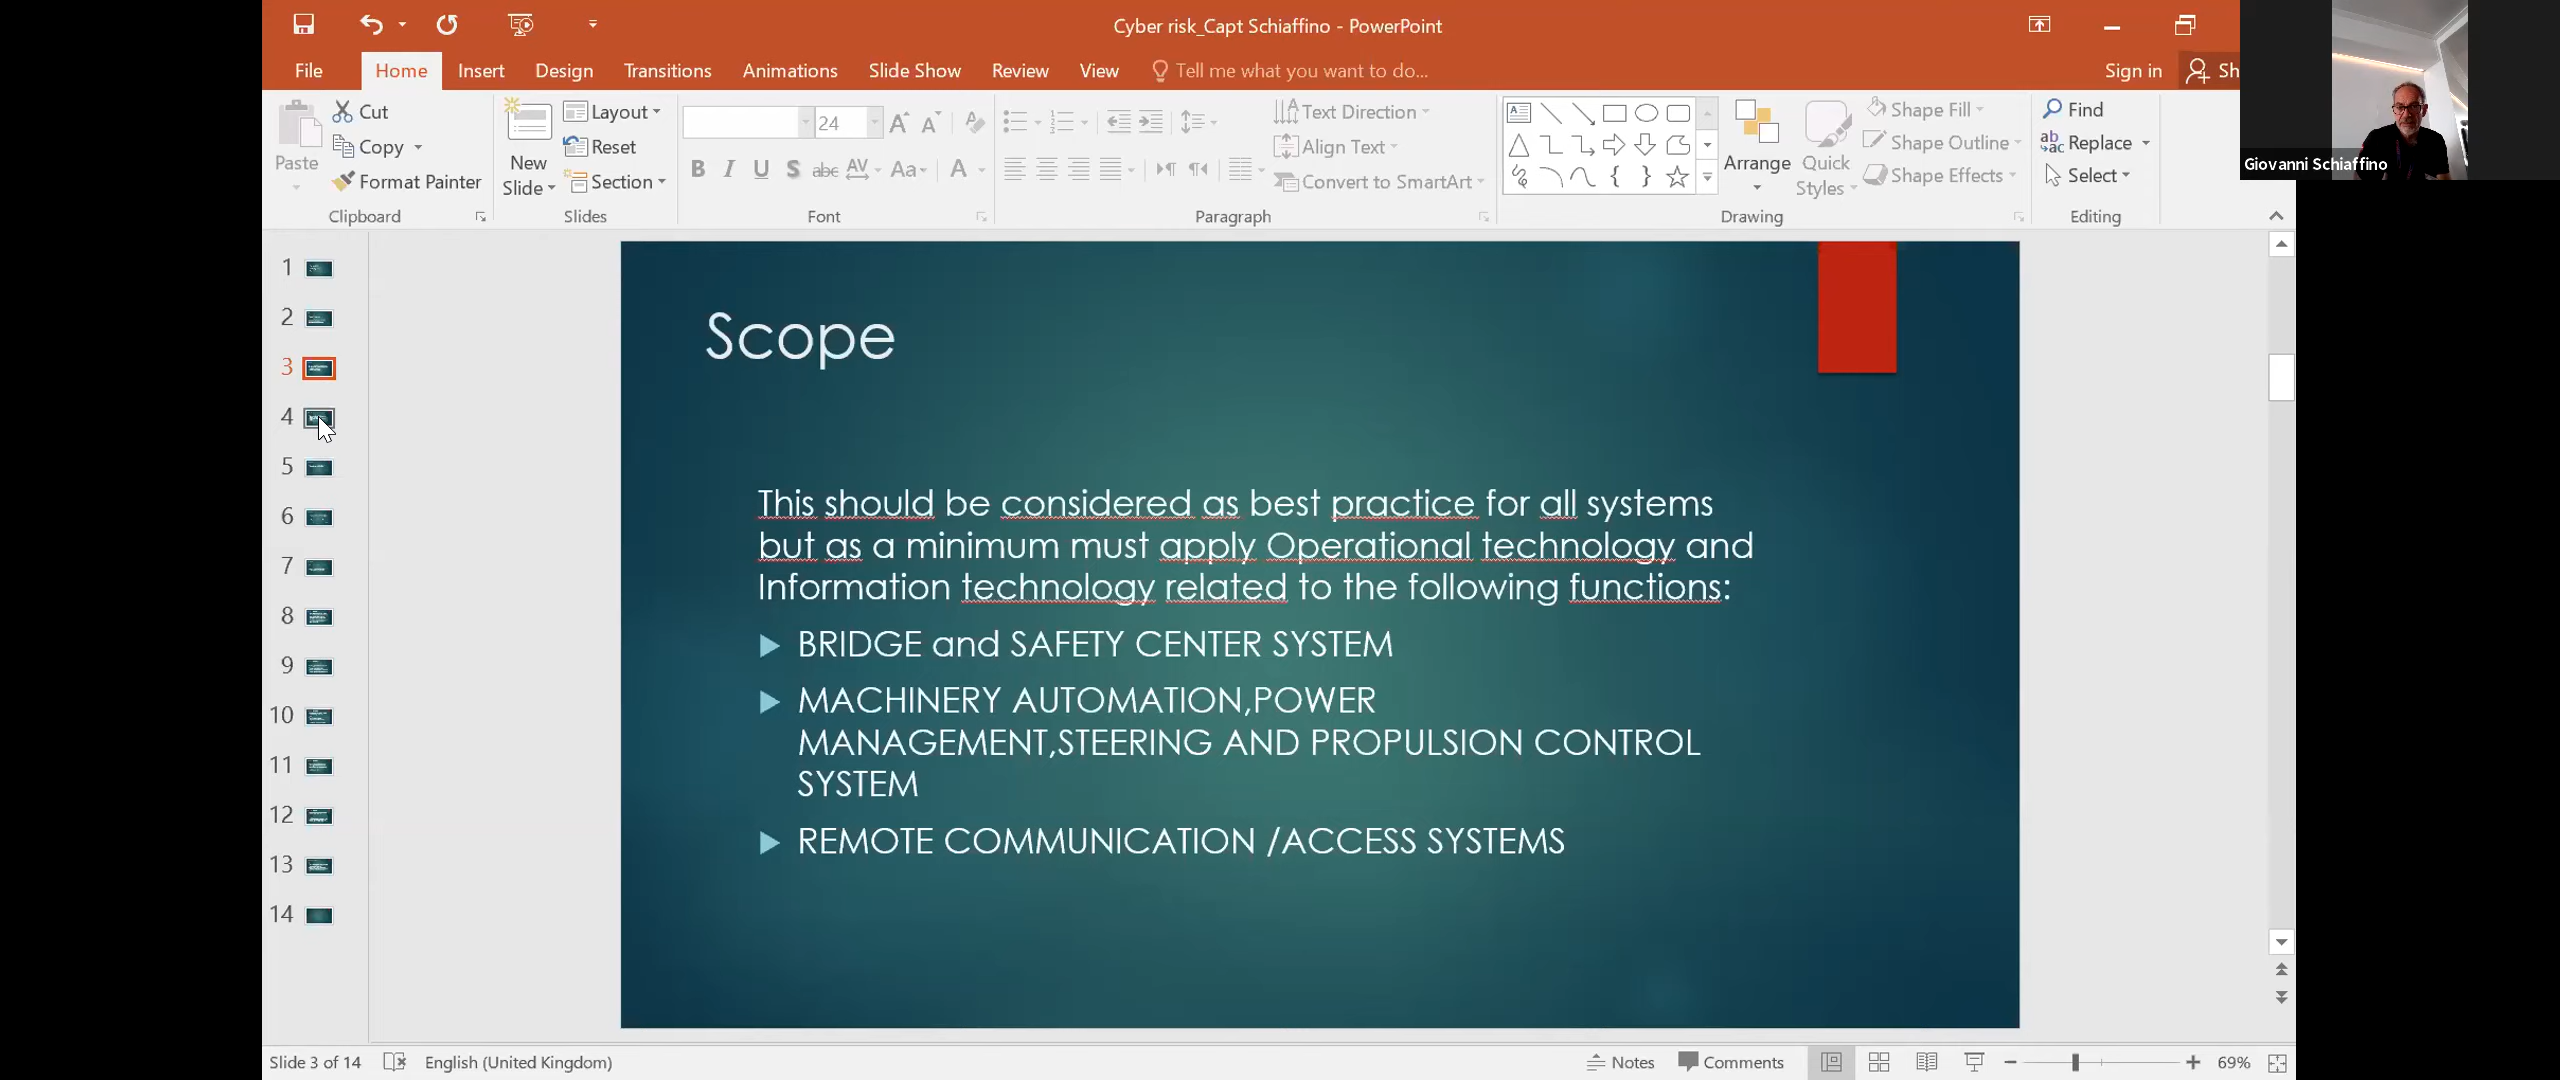 Cyber risk_Capt Schiaffino - PowerPoint
File Home Insert Design Transitions Animations Slide Show Review View Tell me what you want to do... Sign in Sh
Giovanni Schiaffino
Paste
Cut
Copy
Format Painter
Clipboard
New
Slide
Layout
Reset
Section
Slides
24
B I U S abc AV Aa A
Font
Text Direction
Align Text
Convert to SmartArt
Paragraph
Arrange
Quick
Styles
Shape Fill
Shape Outline
Shape Effects
Drawing
Find
Replace
Select
Editing
1
2
3
4
5
6
7
8
9
10
11
12
13
14
Scope
This should be considered as best practice for all systems
but as a minimum must apply Operational technology and
Information technology related to the following functions:
BRIDGE and SAFETY CENTER SYSTEM
MACHINERY AUTOMATION,POWER
MANAGEMENT,STEERING AND PROPULSION CONTROL
SYSTEM
REMOTE COMMUNICATION /ACCESS SYSTEMS
Slide 3 of 14 English (United Kingdom) Notes Comments 69%